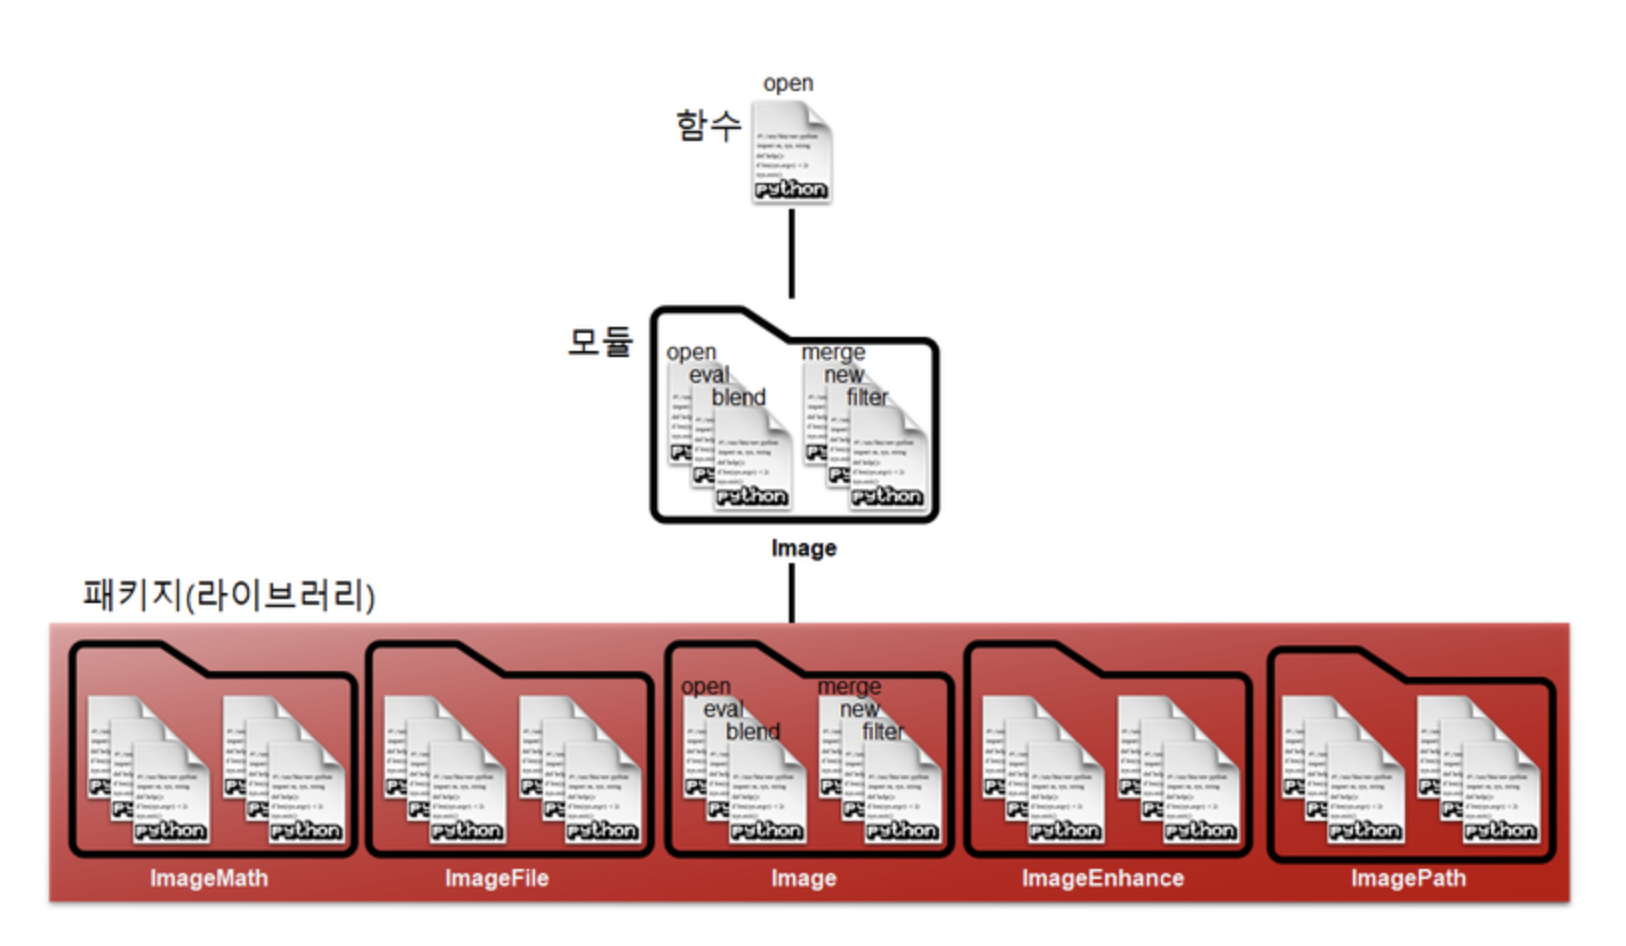 open
함수
python
모듈
open merge
eval new
blend filter
python python
Image
패키지(라이브러리)
open merge
eval new
blend filter
python python python python python python python python python python
ImageMath ImageFile Image ImageEnhance ImagePath